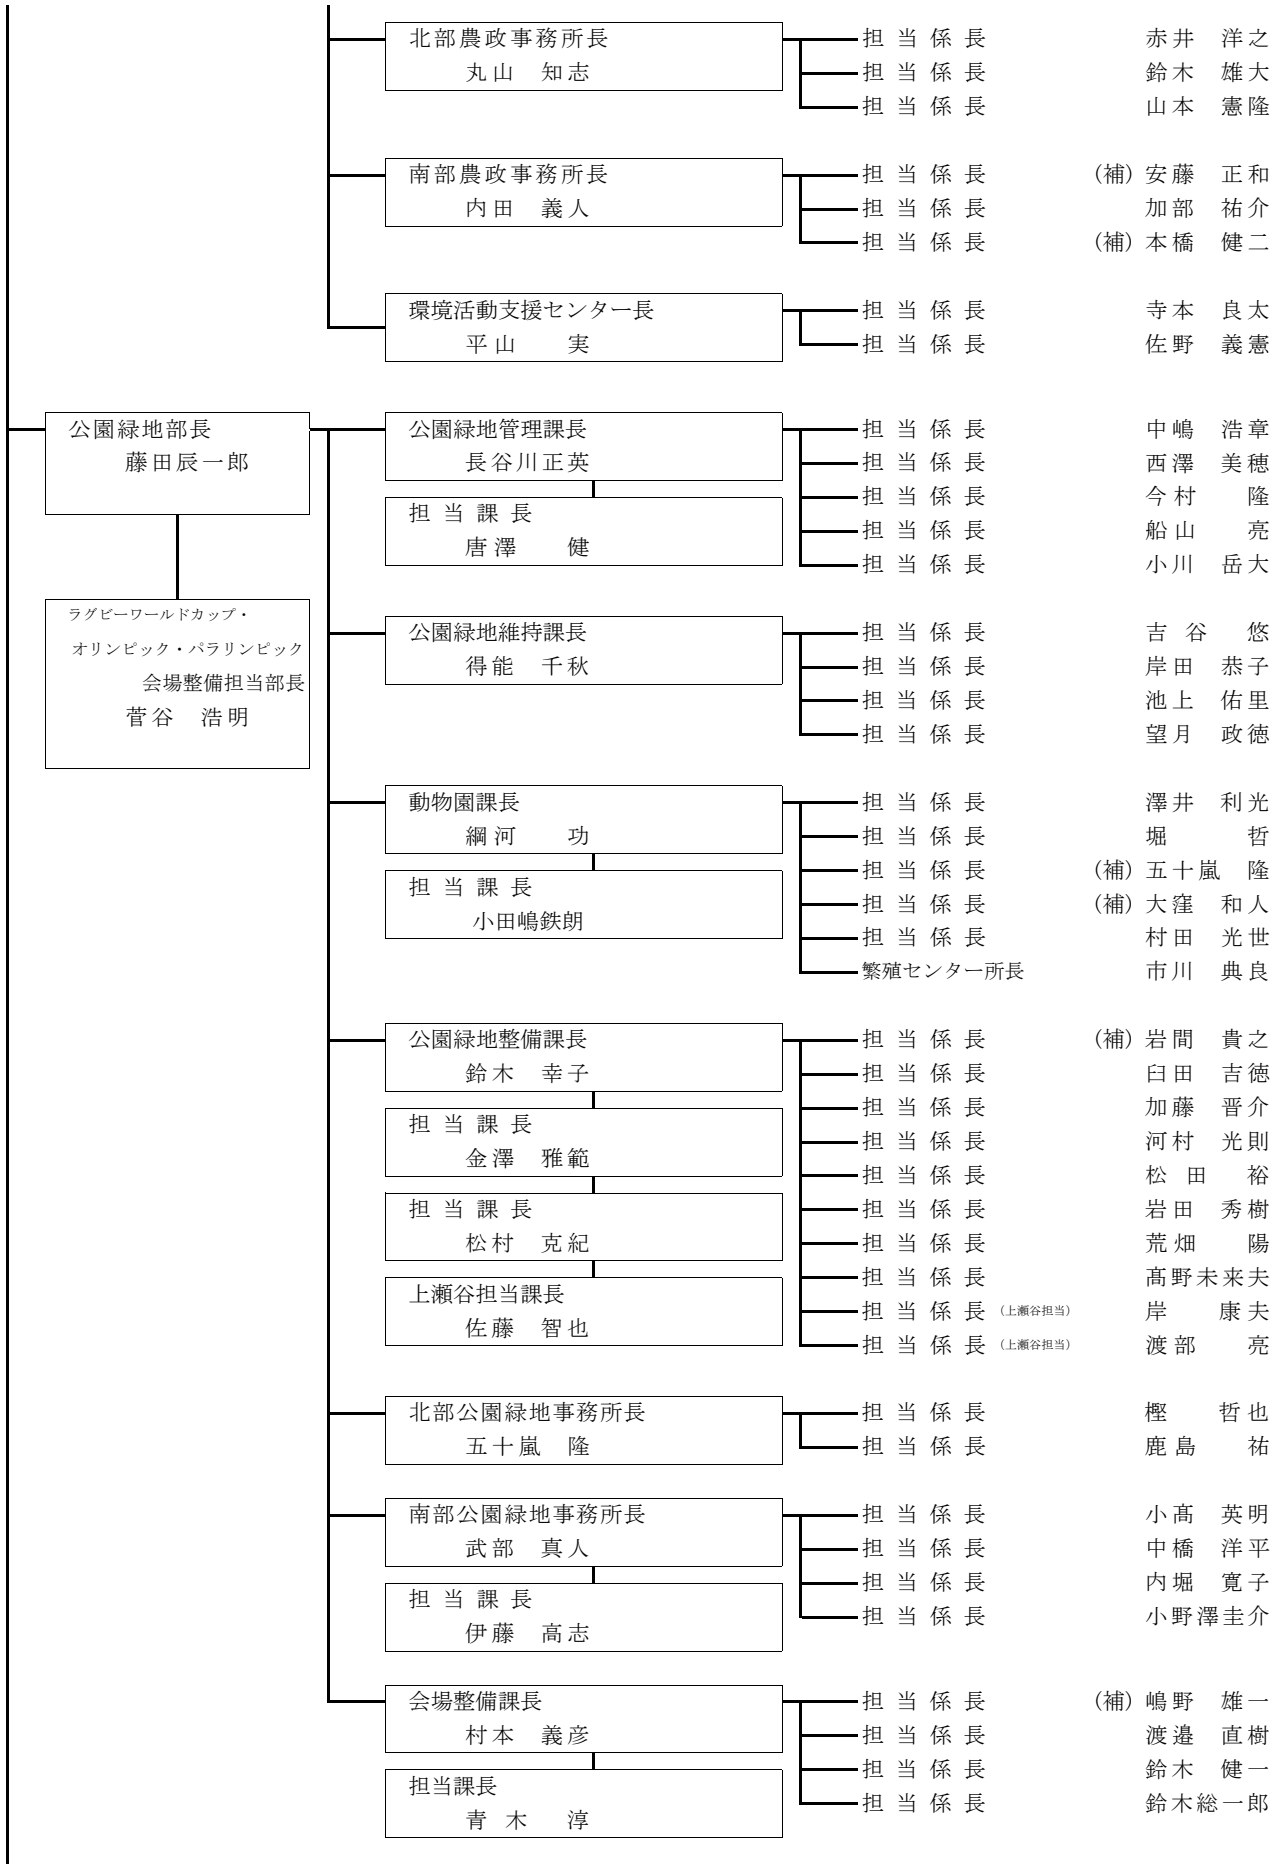 北部農政事務所長 担当係長 赤井 洋之
丸山 知志 担当係長 鈴木 雄大
担当係長 山本 憲隆
南部農政事務所長 担当係長 (補) 安藤 正和
内田 義人 担当係長 加部 祐介
担当係長 (補) 本橋 健二
環境活動支援センター長 担当係長 寺本 良太
平山 実 担当係長 佐野 義憲
公園緑地部長
藤田辰一郎
ラグビーワールドカップ・
オリンピック・パラリンピック
会場整備担当部長
菅谷 浩明
公園緑地管理課長 担当係長 中嶋 浩章
長谷川正英 担当係長 西澤 美穂
担当課長 担当係長 今村 隆
唐澤 健 担当係長 船山 亮
担当係長 小川 岳大
公園緑地維持課長 担当係長 吉谷 悠
得能 千秋 担当係長 岸田 恭子
担当係長 池上 佑里
担当係長 望月 政徳
動物園課長 担当係長 澤井 利光
綱河 功 担当係長 堀 哲
担当課長 担当係長 (補) 五十嵐 隆
小田嶋鉄朗 担当係長 (補) 大窪 和人
担当係長 村田 光世
繁殖センター所長 市川 典良
公園緑地整備課長 担当係長 (補) 岩間 貴之
鈴木 幸子 担当係長 臼田 吉徳
担当課長 担当係長 加藤 晋介
金澤 雅範 担当係長 河村 光則
担当係長 松田 裕
担当課長 担当係長 岩田 秀樹
松村 克紀 担当係長 荒畑 陽
上瀬谷担当課長 担当係長 髙野未来夫
佐藤 智也 担当係長 (上瀬谷担当) 岸 康夫
担当係長 (上瀬谷担当) 渡部 亮
北部公園緑地事務所長 担当係長 樫 哲也
五十嵐 隆 担当係長 鹿島 祐
南部公園緑地事務所長 担当係長 小髙 英明
武部 真人 担当係長 中橋 洋平
担当課長 担当係長 内堀 寛子
伊藤 高志 担当係長 小野澤圭介
会場整備課長 担当係長 (補) 嶋野 雄一
村本 義彦 担当係長 渡邉 直樹
担当課長 担当係長 鈴木 健一
青木 淳 担当係長 鈴木総一郎